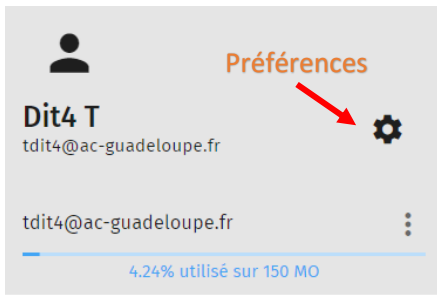 Préférences
Dit4 T
tdit4@ac-guadeloupe.fr
tdit4@ac-guadeloupe.fr
4.24% utilisé sur 150 MO